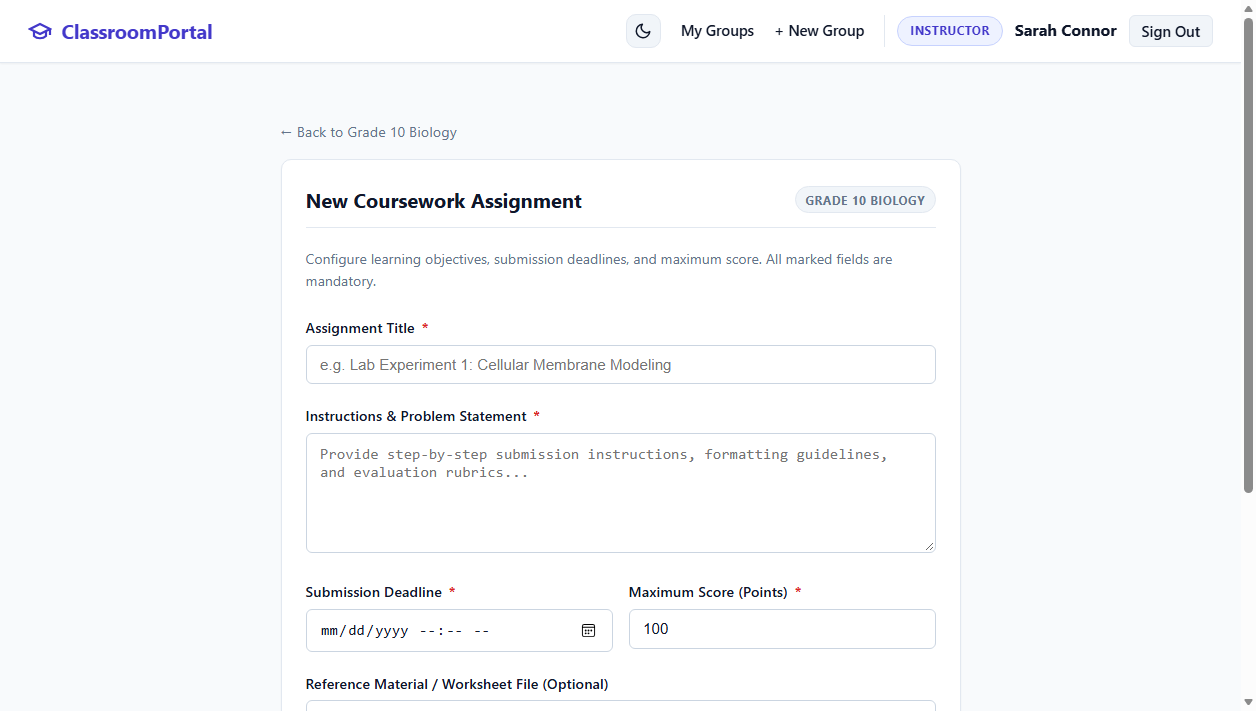 ClassroomPortal
My Groups
+ New Group
INSTRUCTOR
Sarah Connor
Sign Out
← Back to Grade 10 Biology
New Coursework Assignment
GRADE 10 BIOLOGY
Configure learning objectives, submission deadlines, and maximum score. All marked fields are
mandatory.
Assignment Title *
e.g. Lab Experiment 1: Cellular Membrane Modeling
Instructions & Problem Statement *
Provide step-by-step submission instructions, formatting guidelines,
and evaluation rubrics...
Submission Deadline *
Maximum Score (Points) *
mm/dd/yyyy --:-- --
100
Reference Material / Worksheet File (Optional)